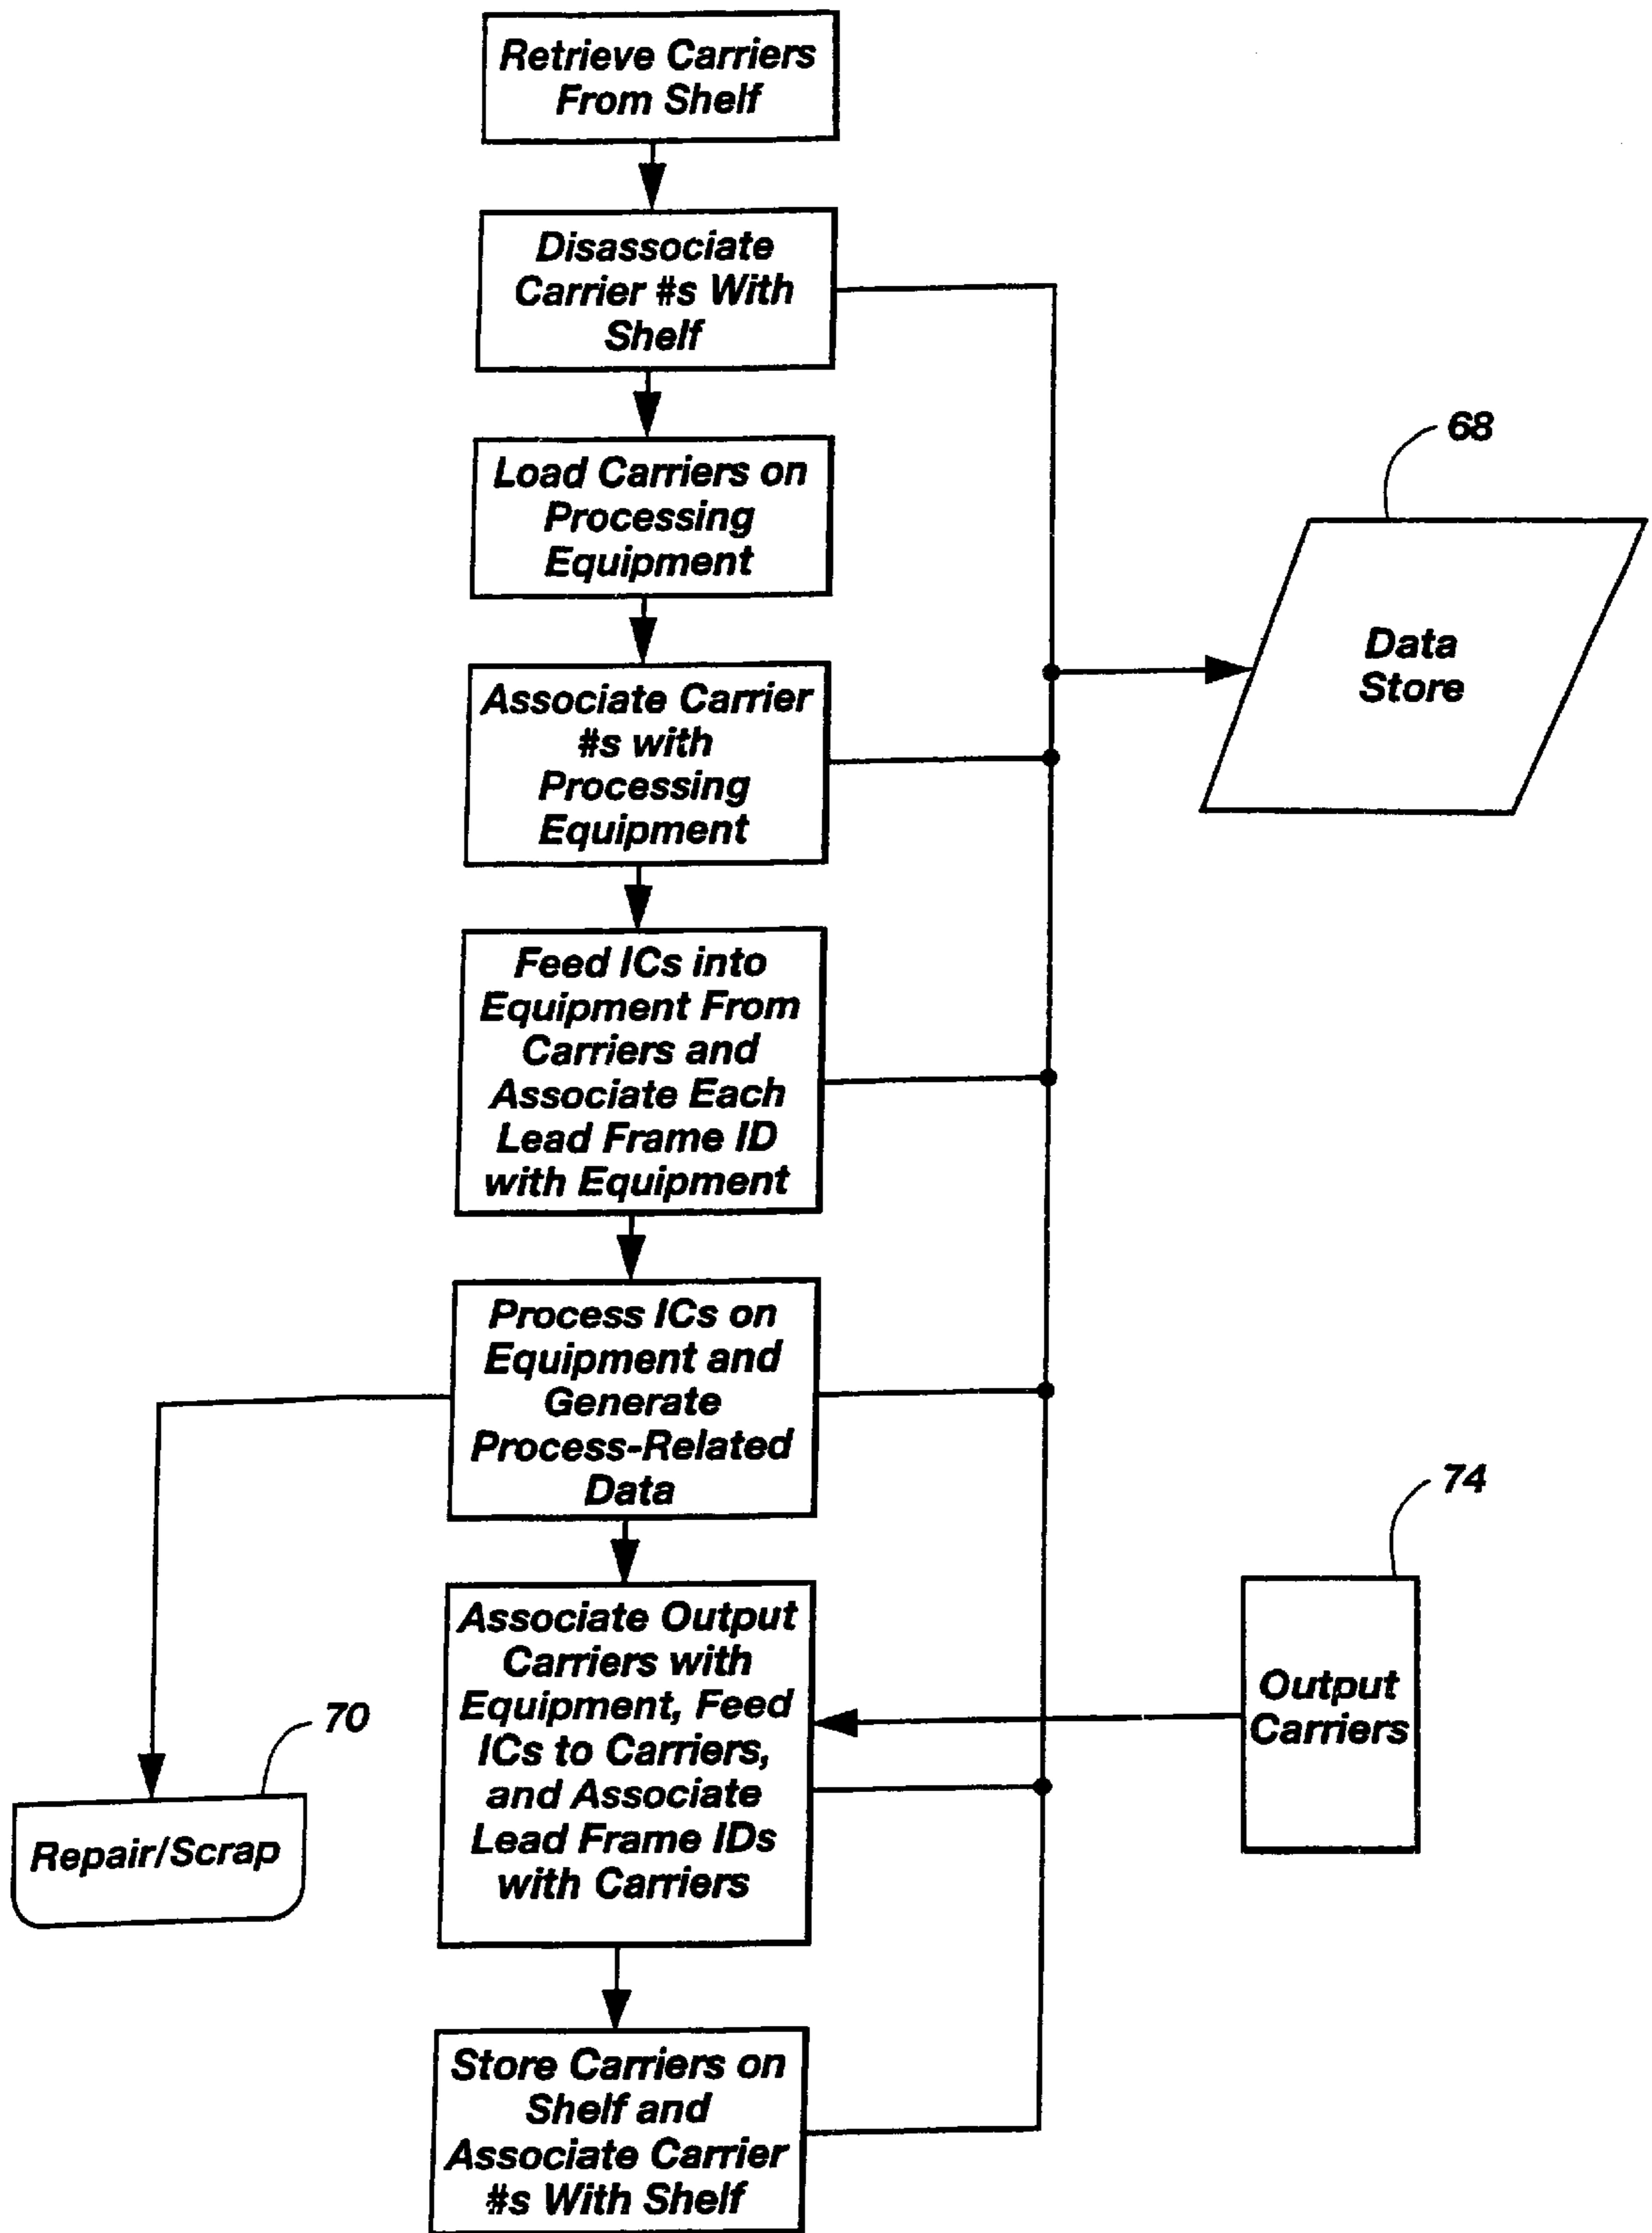 Retrieve Carriers
From Shelf
Disassociate
Carrier #s With
Shelf
Load Carriers on
Processing
Equipment
68
Data
Store
Associate Carrier
#s with
Processing
Equipment
Feed ICs into
Equipment From
Carriers and
Associate Each
Lead Frame ID
with Equipment
Process ICs on
Equipment and
Generate
Process-Related
Data
74
Output
Carriers
Associate Output
Carriers with
Equipment, Feed
ICs to Carriers,
and Associate
Lead Frame IDs
with Carriers
70
Repair/Scrap
Store Carriers on
Shelf and
Associate Carrier
#s With Shelf